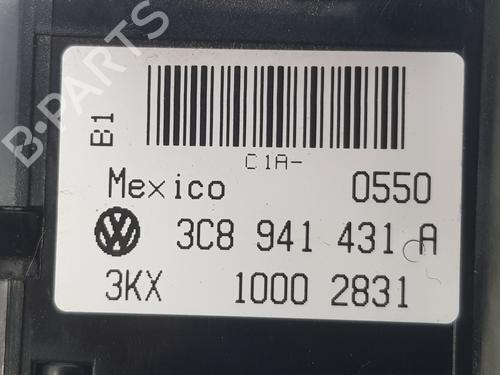 B1
C1A-
Mexico 0550
3C8 941 431 A
3KX 1000 2831
B-PARTS